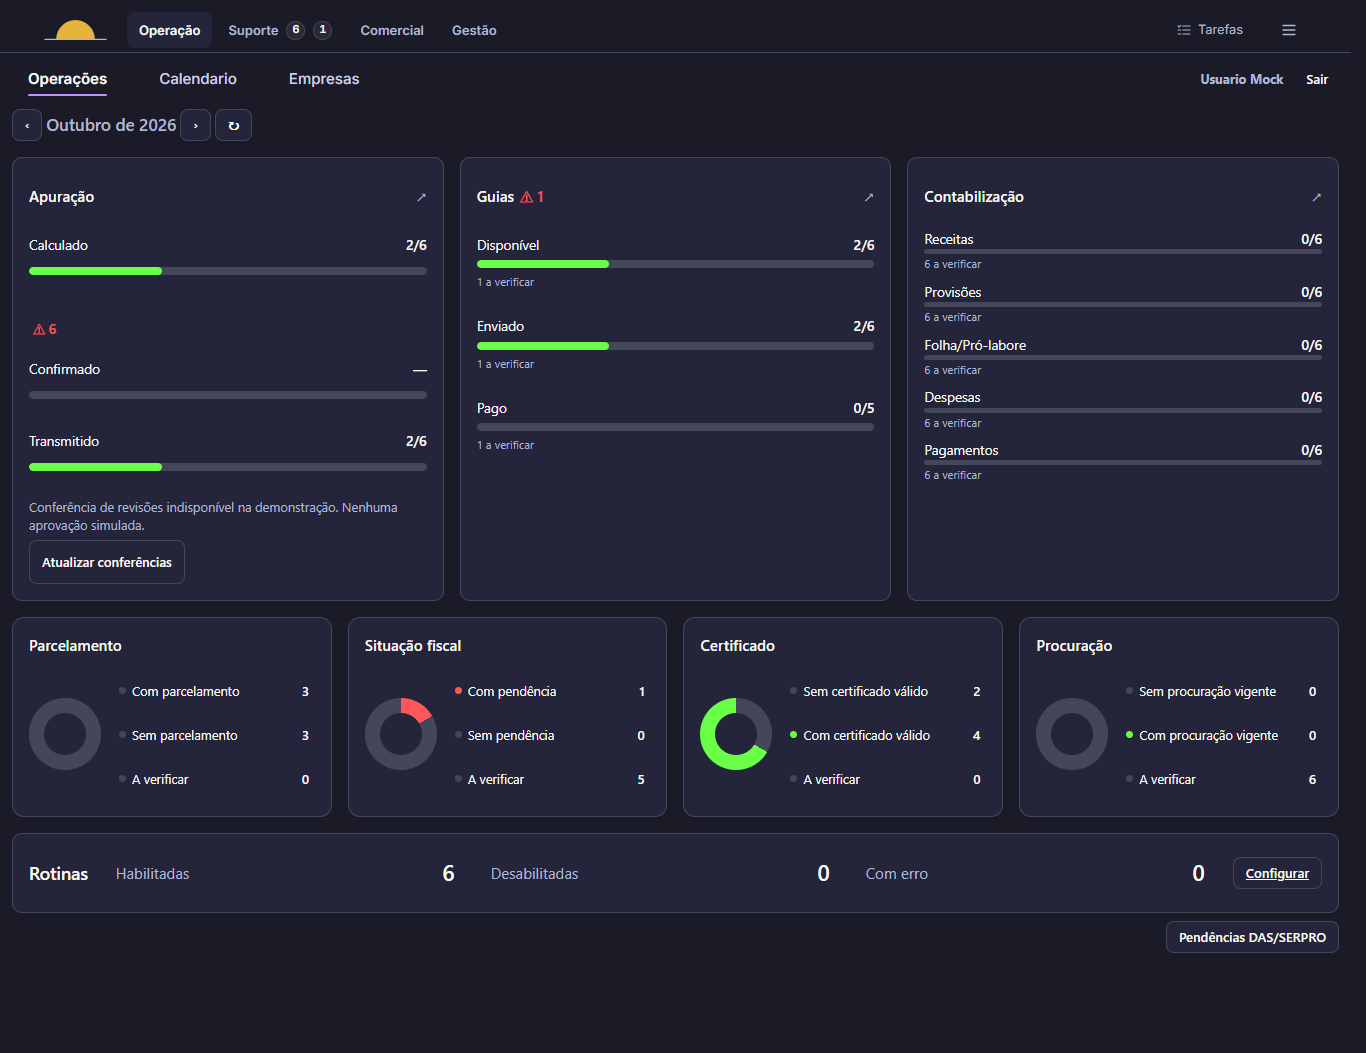 Operação
Suporte 6 1
Comercial
Gestão
Tarefas
Operações
Calendario
Empresas
Usuario Mock
Sair
‹ Outubro de 2026 › ↻
Apuração ↗
Calculado 2/6
⚠ 6
Confirmado —
Transmitido 2/6
Conferência de revisões indisponível na demonstração. Nenhuma
aprovação simulada.
Atualizar conferências
Guias ⚠ 1 ↗
Disponível 2/6
1 a verificar
Enviado 2/6
1 a verificar
Pago 0/5
1 a verificar
Contabilização ↗
Receitas 0/6
6 a verificar
Provisões 0/6
6 a verificar
Folha/Pró-labore 0/6
6 a verificar
Despesas 0/6
6 a verificar
Pagamentos 0/6
6 a verificar
Parcelamento
Com parcelamento 3
Sem parcelamento 3
A verificar 0
Situação fiscal
Com pendência 1
Sem pendência 0
A verificar 5
Certificado
Sem certificado válido 2
Com certificado válido 4
A verificar 0
Procuração
Sem procuração vigente 0
Com procuração vigente 0
A verificar 6
Rotinas Habilitadas 6 Desabilitadas 0 Com erro 0 Configurar
Pendências DAS/SERPRO